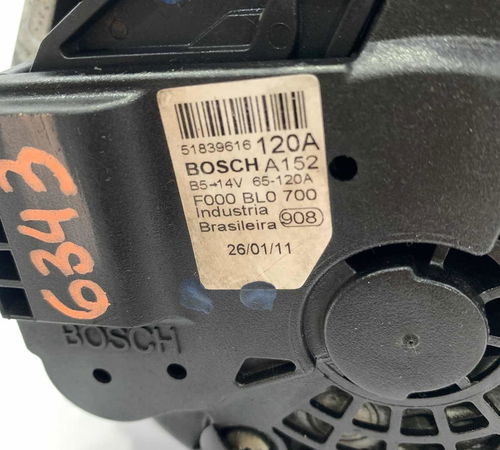 51839616 120A
BOSCH A152
B5→14V 65-120A
F000 BL0 700
Industria
Brasileira 908
26/01/11
6343
BOSCH